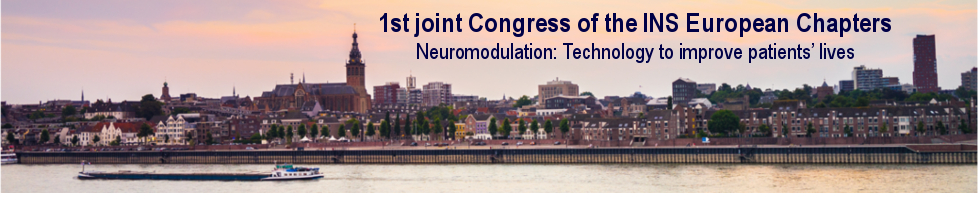 1st joint Congress of the INS European Chapters
Neuromodulation: Technology to improve patients’ lives